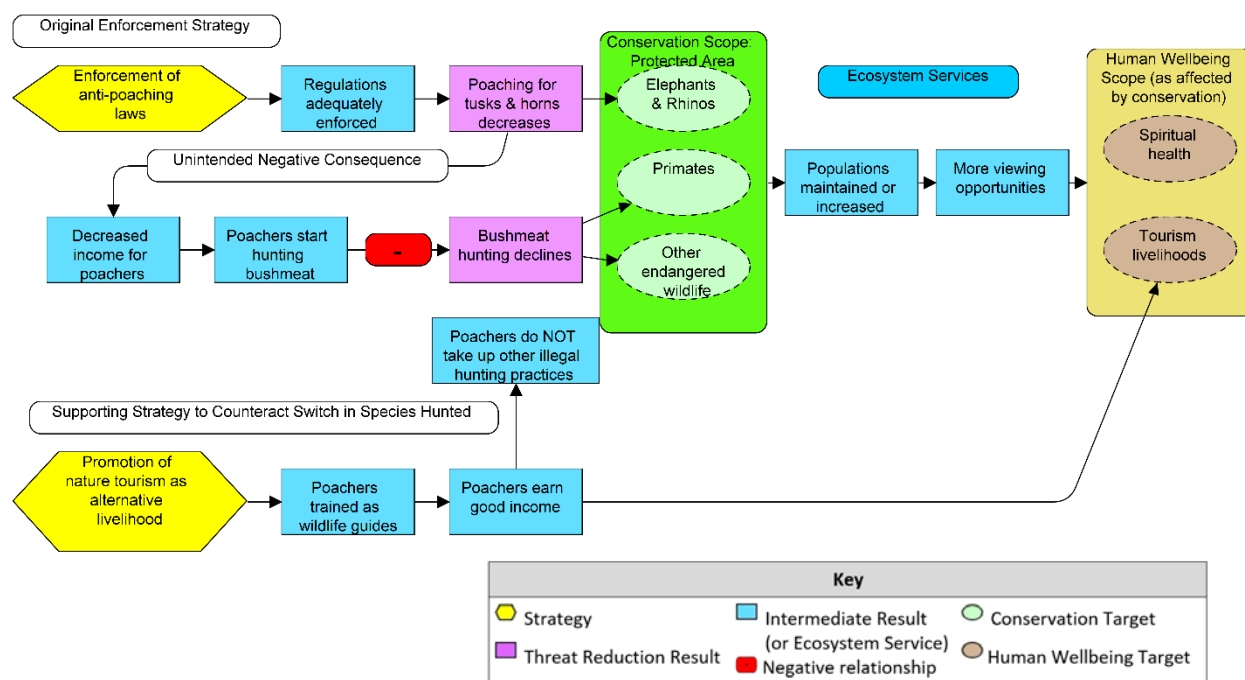 Original Enforcement Strategy
Enforcement of
anti-poaching
laws
Regulations
adequately
enforced
Poaching for
tusks & horns
decreases
Conservation Scope:
Protected Area
Elephants
& Rhinos
Ecosystem Services
Human Wellbeing
Scope (as affected
by conservation)
Spiritual
health
Unintended Negative Consequence
Primates
Populations
maintained or
increased
More viewing
opportunities
Decreased
income for
poachers
Poachers start
hunting
bushmeat
-
Bushmeat
hunting declines
Other
endangered
wildlife
Tourism
livelihoods
Poachers do NOT
take up other illegal
hunting practices
Supporting Strategy to Counteract Switch in Species Hunted
Promotion of
nature tourism as
alternative
livelihood
Poachers
trained as
wildlife guides
Poachers earn
good income
Key
Strategy
Threat Reduction Result
Intermediate Result
(or Ecosystem Service)
- Negative relationship
Conservation Target
Human Wellbeing Target